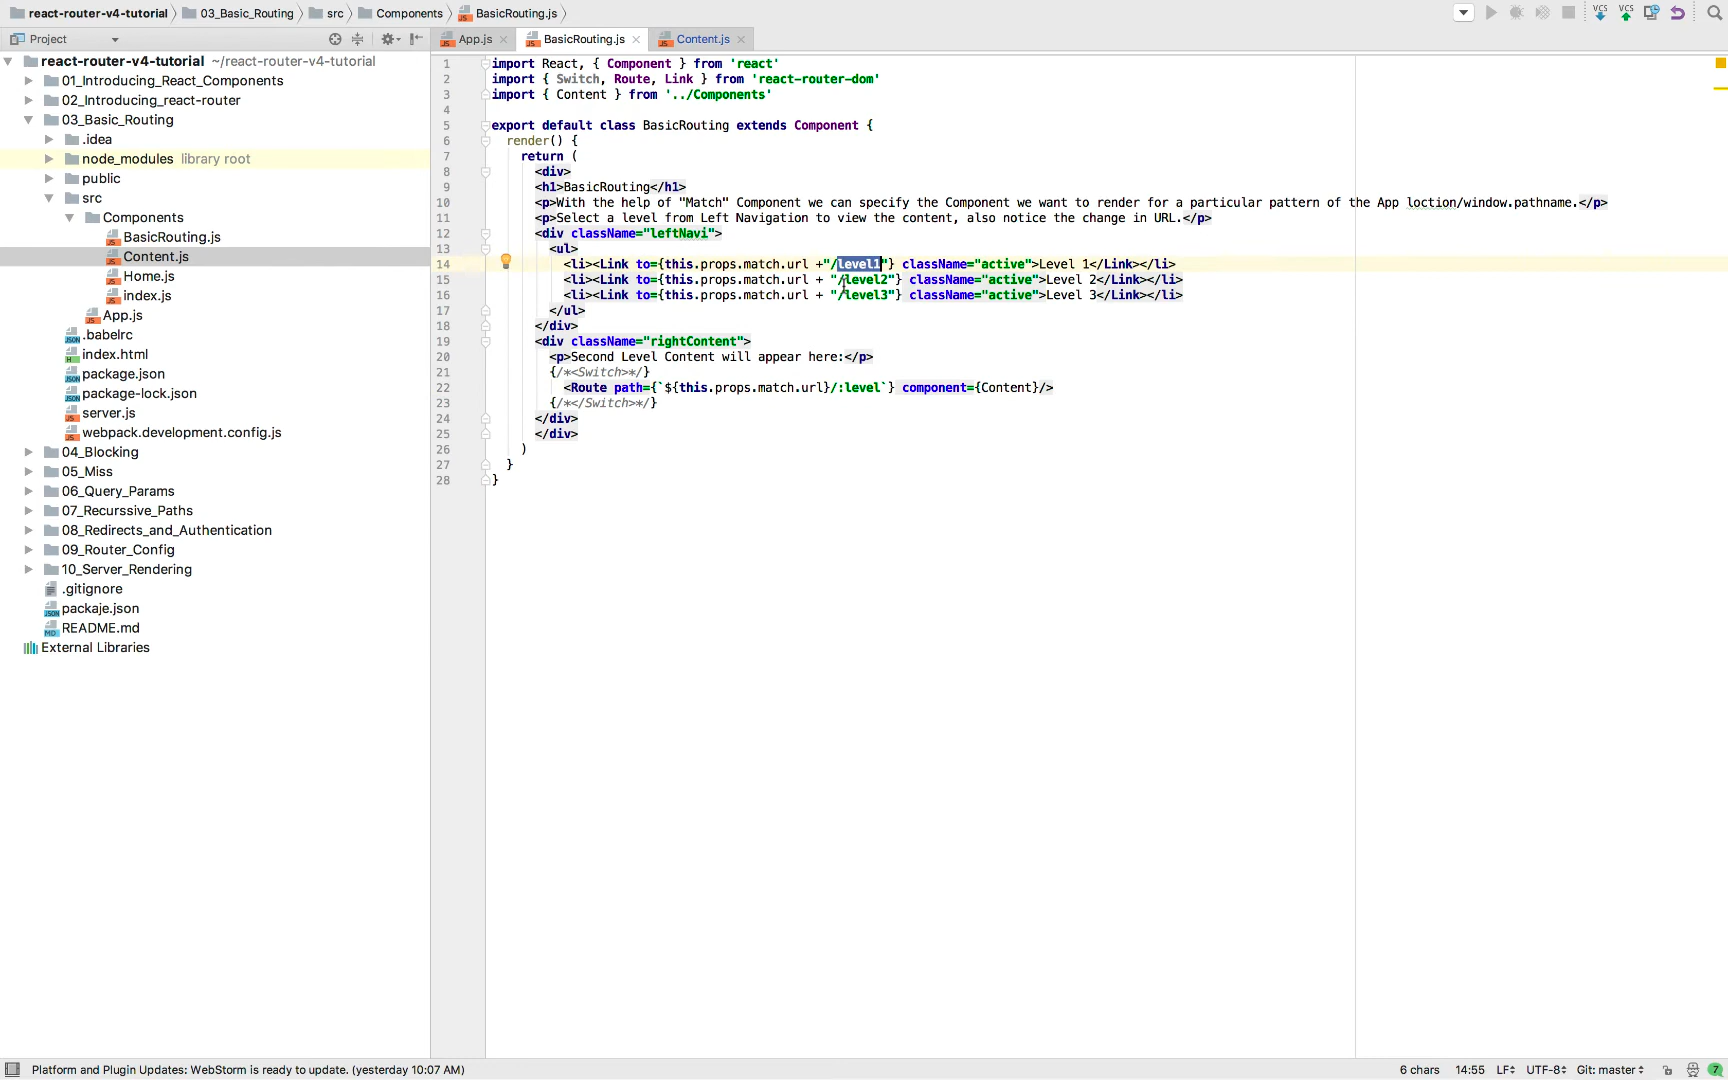 react-router-v4-tutorial 03_Basic_Routing src Components BasicRouting.js
VCS VCS
Project
App.js BasicRouting.js Content.js
react-router-v4-tutorial ~/react-router-v4-tutorial
01_Introducing_React_Components
02_Introducing_react-router
03_Basic_Routing
.idea
node_modules library root
public
src
Components
BasicRouting.js
Content.js
Home.js
index.js
App.js
.babelrc
index.html
package.json
package-lock.json
server.js
webpack.development.config.js
04_Blocking
05_Miss
06_Query_Params
07_Recurssive_Paths
08_Redirects_and_Authentication
09_Router_Config
10_Server_Rendering
.gitignore
packaje.json
README.md
External Libraries
1 import React, { Component } from 'react'
2 import { Switch, Route, Link } from 'react-router-dom'
3 import { Content } from '../Components'
4
5 export default class BasicRouting extends Component {
6 render() {
7 return (
8 <div>
9 <h1>BasicRouting</h1>
10 <p>With the help of "Match" Component we can specify the Component we want to render for a particular pattern of the App loction/window.pathname.</p>
11 <p>Select a level from Left Navigation to view the content, also notice the change in URL.</p>
12 <div className="leftNavi">
13 <ul>
14 <li><Link to={this.props.match.url +"/level1"} className="active">Level 1</Link></li>
15 <li><Link to={this.props.match.url + "/level2"} className="active">Level 2</Link></li>
16 <li><Link to={this.props.match.url + "/level3"} className="active">Level 3</Link></li>
17 </ul>
18 </div>
19 <div className="rightContent">
20 <p>Second Level Content will appear here:</p>
21 {/*<Switch>*/}
22 <Route path={`${this.props.match.url}/:level`} component={Content}/>
23 {/*</Switch>*/}
24 </div>
25 </div>
26 )
27 }
28 }
Platform and Plugin Updates: WebStorm is ready to update. (yesterday 10:07 AM) 6 chars 14:55 LF UTF-8 Git: master 7